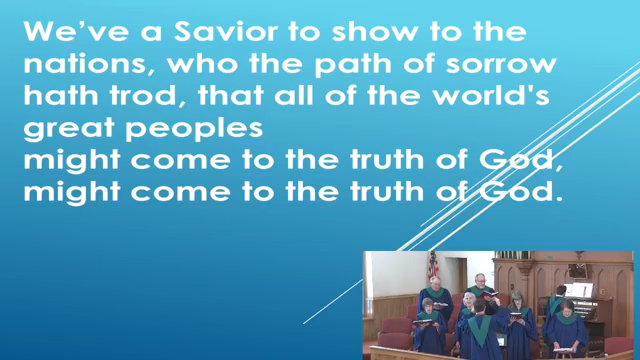 We’ve a Savior to show to the
nations, who the path of sorrow
hath trod, that all of the world's
great peoples
might come to the truth of God,
might come to the truth of God.